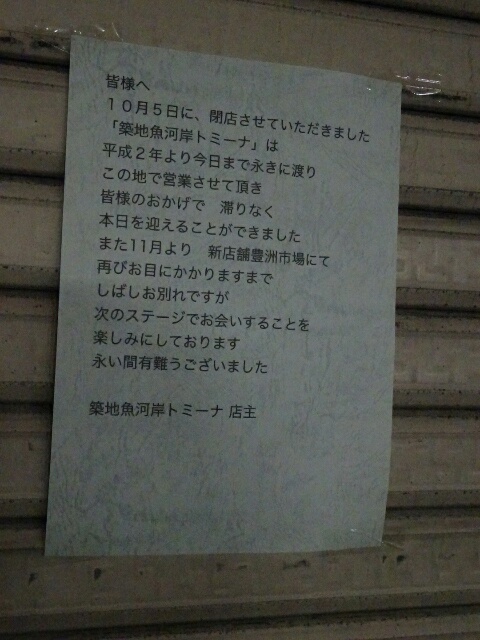 皆様へ
１０月５日に、閉店させていただきました
「築地魚河岸トミーナ」は
平成２年より今日まで永きに渡り
この地で営業させて頂き
皆様のおかげで　滞りなく
本日を迎えることができました
また11月より　新店舗豊洲市場にて
再びお目にかかりますまで
しばしお別れですが
次のステージでお会いすることを
楽しみにしております
永い間有難うございました
築地魚河岸トミーナ 店主